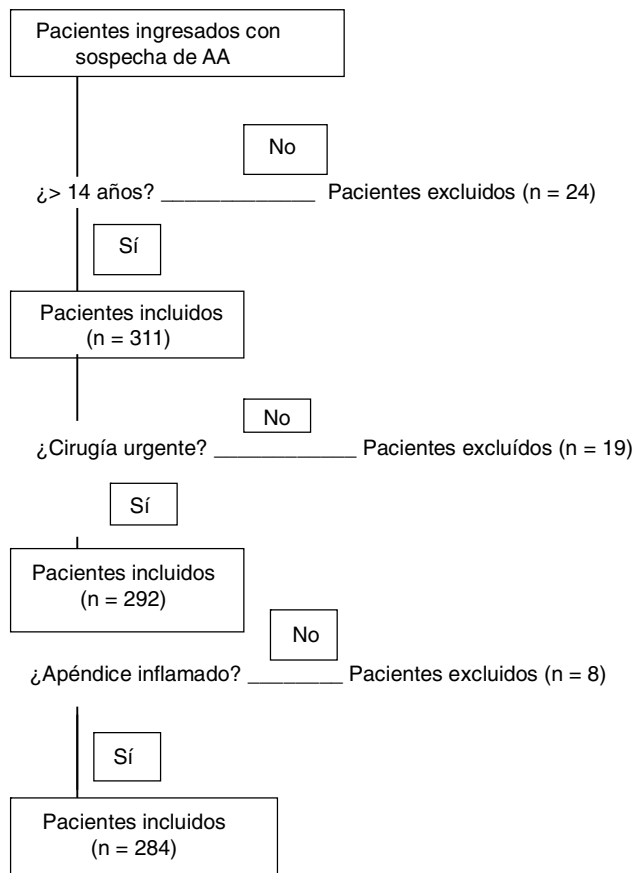 Pacientes ingresados con
sospecha de AA
No
¿> 14 años? _____________ Pacientes excluidos (n = 24)
Sí
Pacientes incluidos
(n = 311)
No
¿Cirugía urgente? ____________ Pacientes excluídos (n = 19)
Sí
Pacientes incluidos
(n = 292)
No
¿Apéndice inflamado? ________ Pacientes excluidos (n = 8)
Sí
Pacientes incluidos
(n = 284)